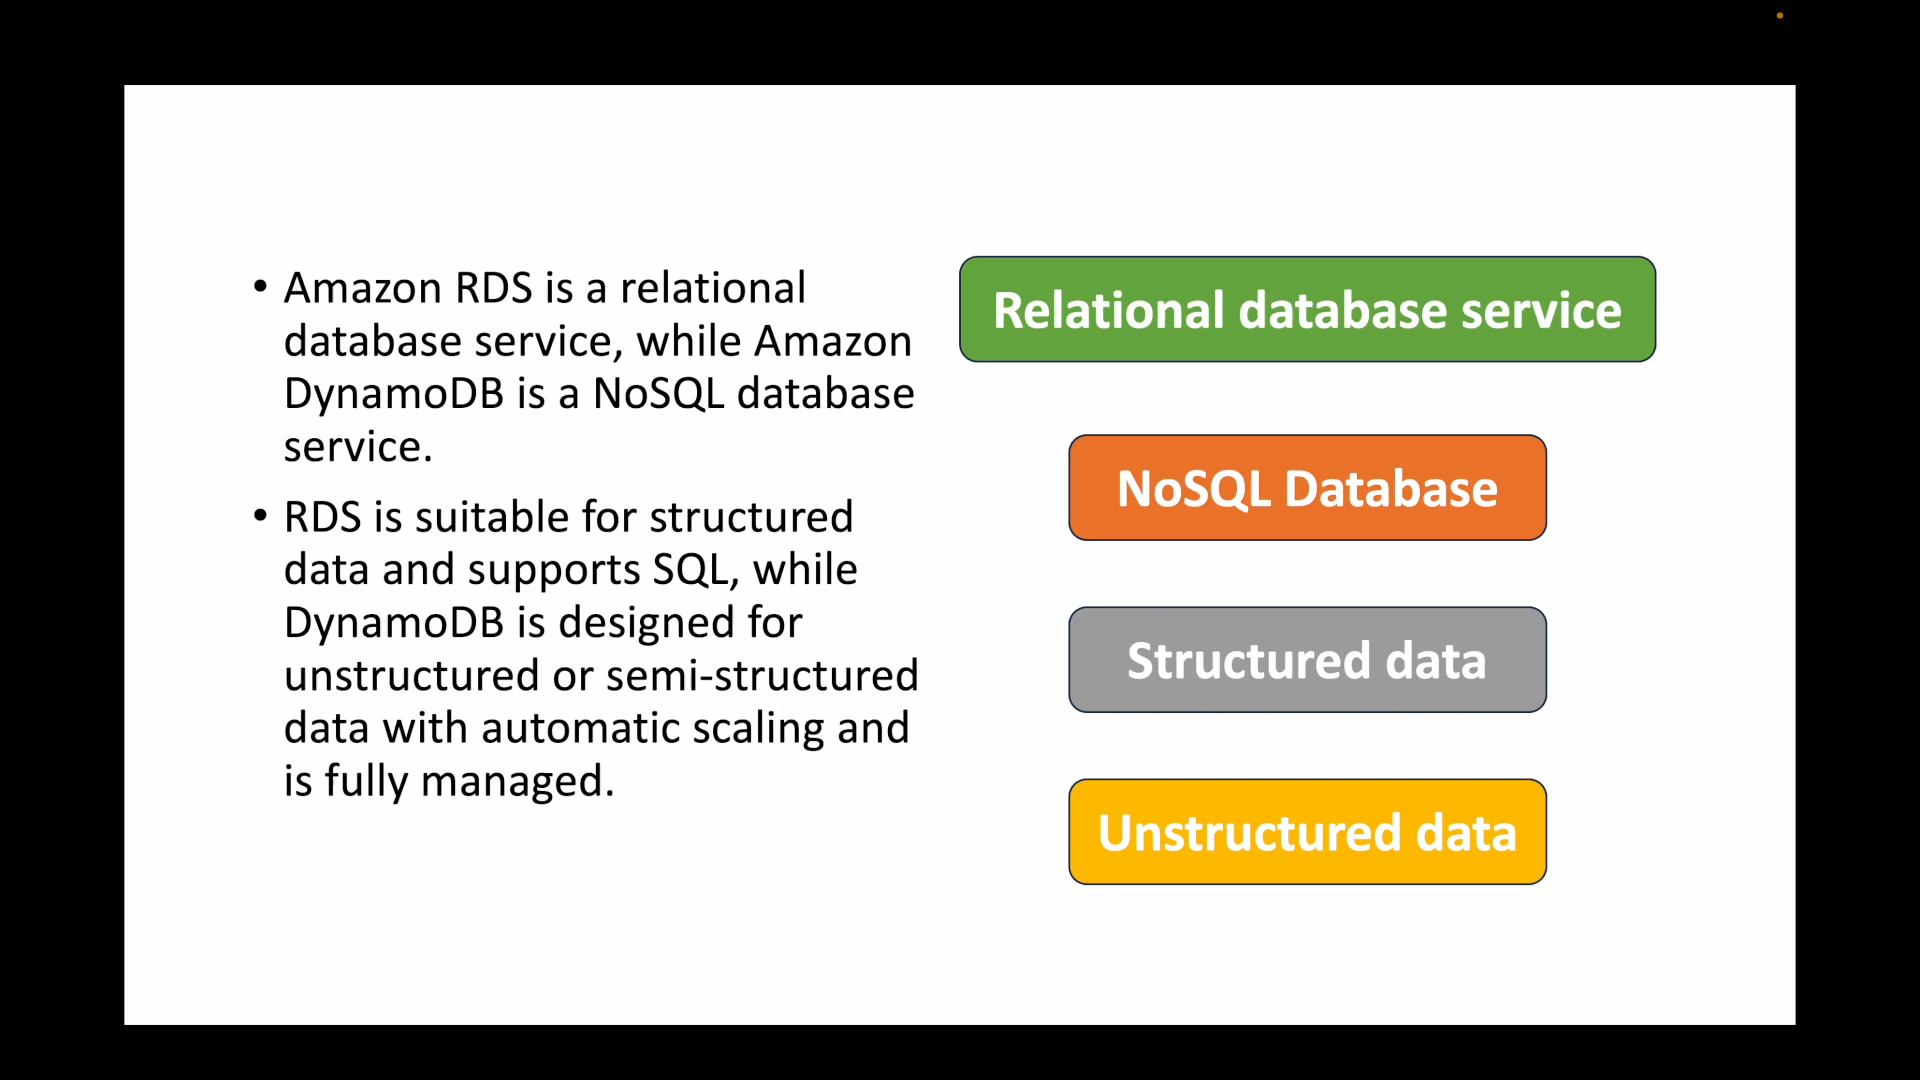 • Amazon RDS is a relational
database service, while Amazon
DynamoDB is a NoSQL database
service.
• RDS is suitable for structured
data and supports SQL, while
DynamoDB is designed for
unstructured or semi-structured
data with automatic scaling and
is fully managed.
Relational database service
NoSQL Database
Structured data
Unstructured data